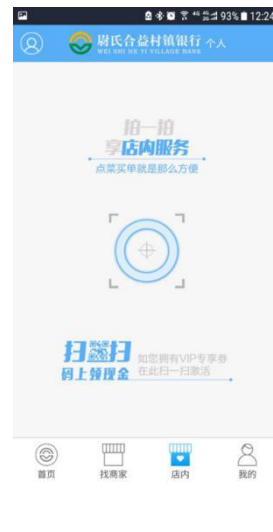 93% 12:24
尉氏合益村镇银行 个人
WEI SHI HE YI VILLAGE BANK
拍一拍
享店内服务
点菜买单就是那么方便
扫一扫
码上领现金
如您拥有VIP专享券
在此扫一扫激活
首页 找商家 店内 我的